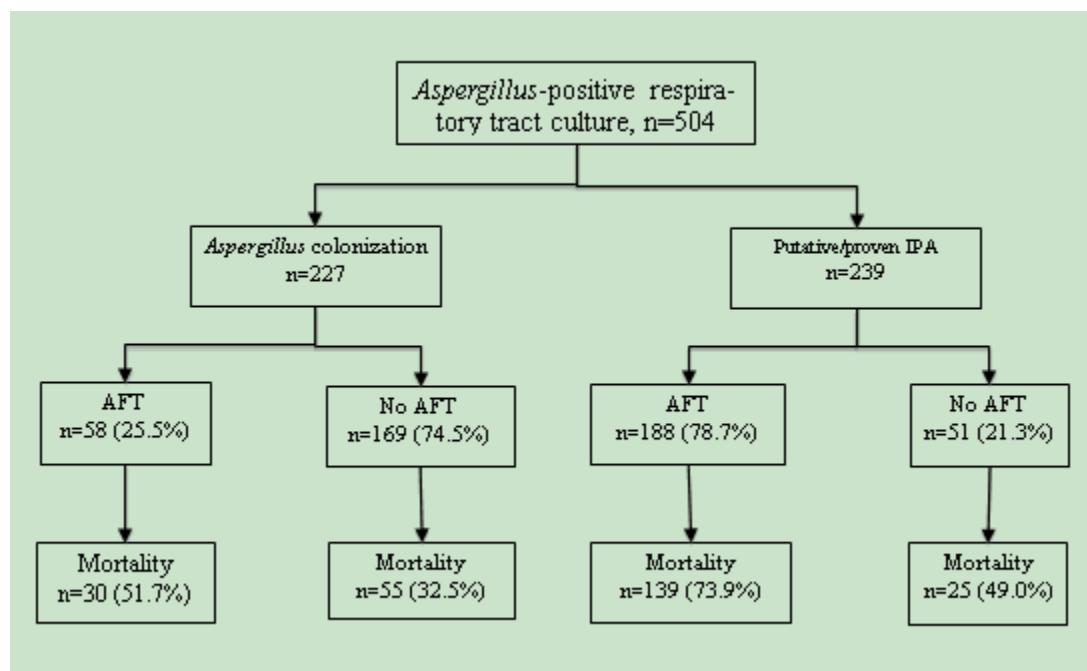 Aspergillus-positive respira-
tory tract culture, n=504
Aspergillus colonization
n=227
Putative/proven IPA
n=239
AFT
n=58 (25.5%)
No AFT
n=169 (74.5%)
AFT
n=188 (78.7%)
No AFT
n=51 (21.3%)
Mortality
n=30 (51.7%)
Mortality
n=55 (32.5%)
Mortality
n=139 (73.9%)
Mortality
n=25 (49.0%)